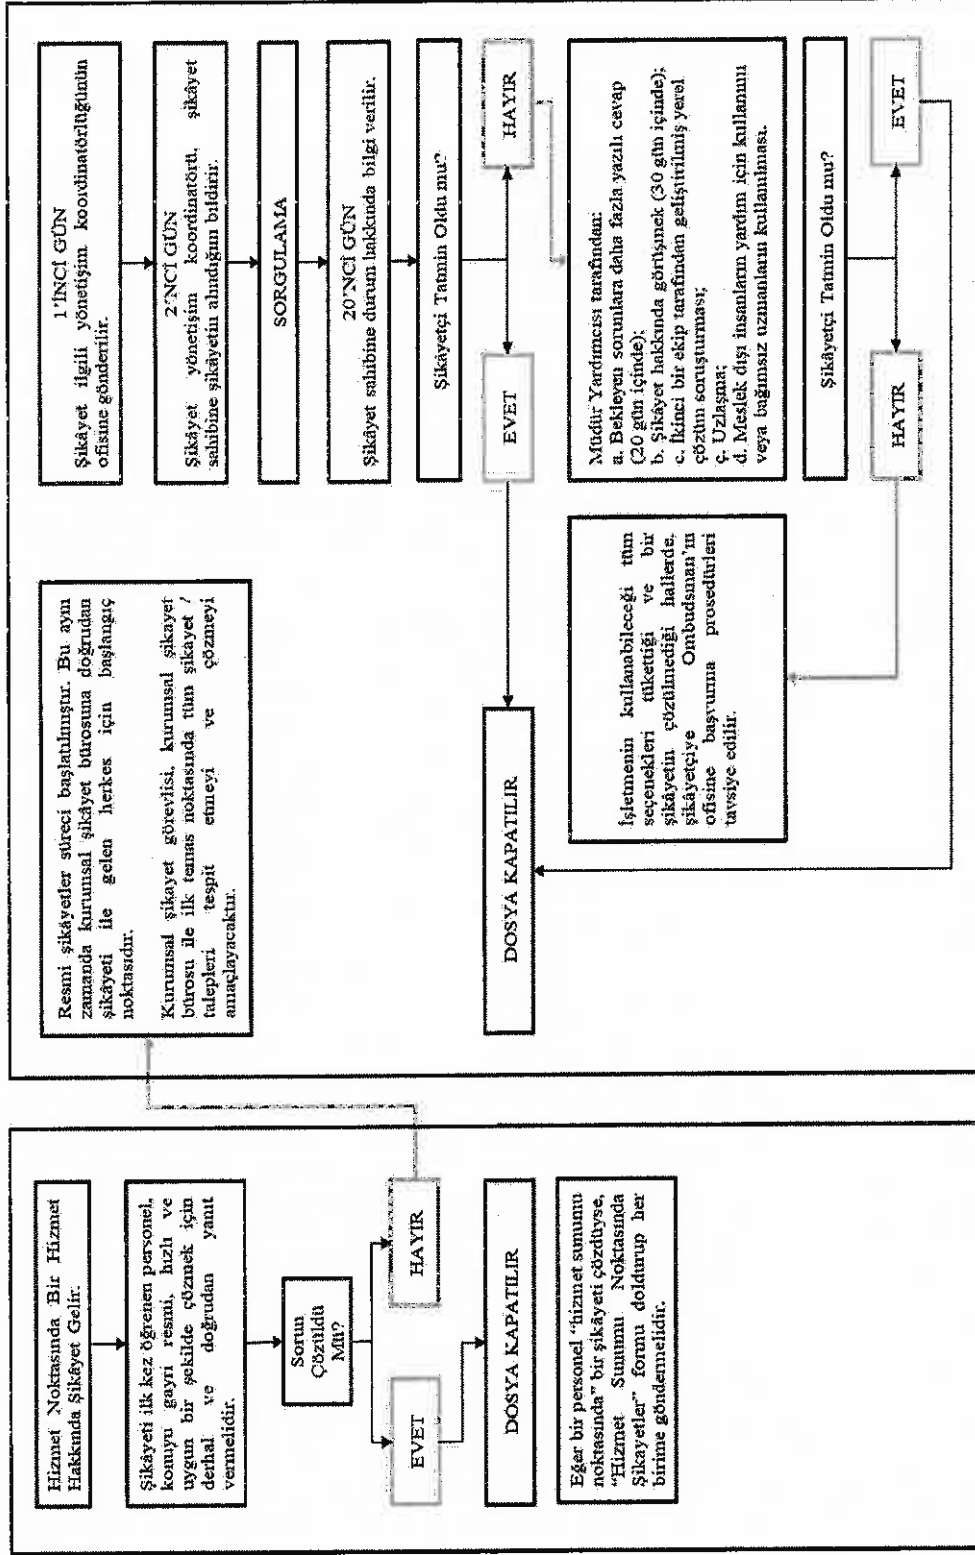 Hizmet Noktasında Bir Hizmet
Hakkında Şikâyet Gelir.
Şikâyeti ilk kez öğrenen personel,
konuyu gayri resmi, hızlı ve
uygun bir şekilde çözmek için
derhal ve doğrudan yanıt
vermelidir.
Sorun
Çözüldü
Mü?
EVET
HAYIR
DOSYA KAPATILIR
Eğer bir personel “hizmet sunumu
noktasında” bir şikâyeti çözdüyse,
“Hizmet Sunumu Noktasında
Şikâyetler” formu doldurup her
birime göndermelidir.
Resmi şikâyetler süreci başlatılmıştır. Bu aynı
zamanda kurumsal şikâyet bürosuna doğrudan
şikâyeti ile gelen herkes için başlangıç
noktasıdır.
Kurumsal şikâyet görevlisi, kurumsal şikâyet
bürosu ile ilk temas noktasında tüm şikâyet /
talepleri tespit etmeyi ve çözmeyi
amaçlayacaktır.
1’İNCİ GÜN
Şikâyet ilgili yönetişim koordinatörlüğünün
ofisine gönderilir.
2’NCİ GÜN
Şikâyet yönetişim koordinatörü, şikâyet
sahibine şikâyetin alındığını bildirir.
SORGULAMA
20’NCİ GÜN
Şikâyet sahibine durum hakkında bilgi verilir.
Şikâyetçi Tatmin Oldu mu?
EVET
HAYIR
DOSYA KAPATILIR
Müdür Yardımcısı tarafından:
a. Bekleyen sorunlara daha fazla yazılı cevap
(20 gün içinde);
b. Şikâyet hakkında görüşmek (30 gün içinde);
c. İkinci bir ekip tarafından geliştirilmiş yerel
çözüm soruşturması;
ç. Uzlaşma;
d. Meslek dışı insanların yardım için kullanımı
veya bağımsız uzmanların kullanılması.
Şikâyetçi Tatmin Oldu mu?
HAYIR
EVET
İşletmenin kullanabileceği tüm
seçenekleri tükettiği ve bir
şikâyetin çözülmediği hallerde,
şikâyetçiye Ombudsman’ın
ofisine başvurma prosedürleri
tavsiye edilir.